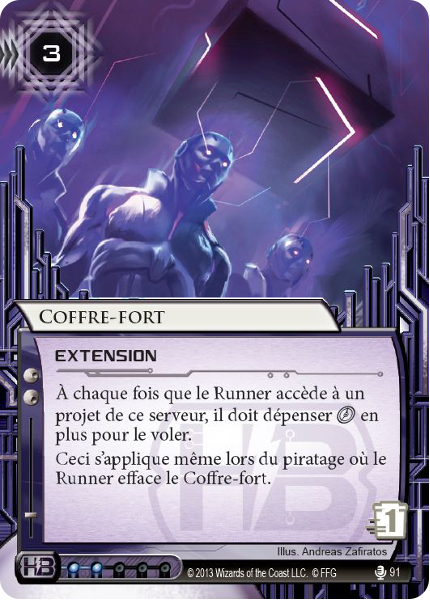 3
COFFRE-FORT
EXTENSION
À chaque fois que le Runner accède à un
projet de ce serveur, il doit dépenser en
plus pour le voler.
Ceci s'applique même lors du piratage où le
Runner efface le Coffre-fort.
1
Illus. Andreas Zafiratos
HB
© 2013 Wizards of the Coast LLC. © FFG
91